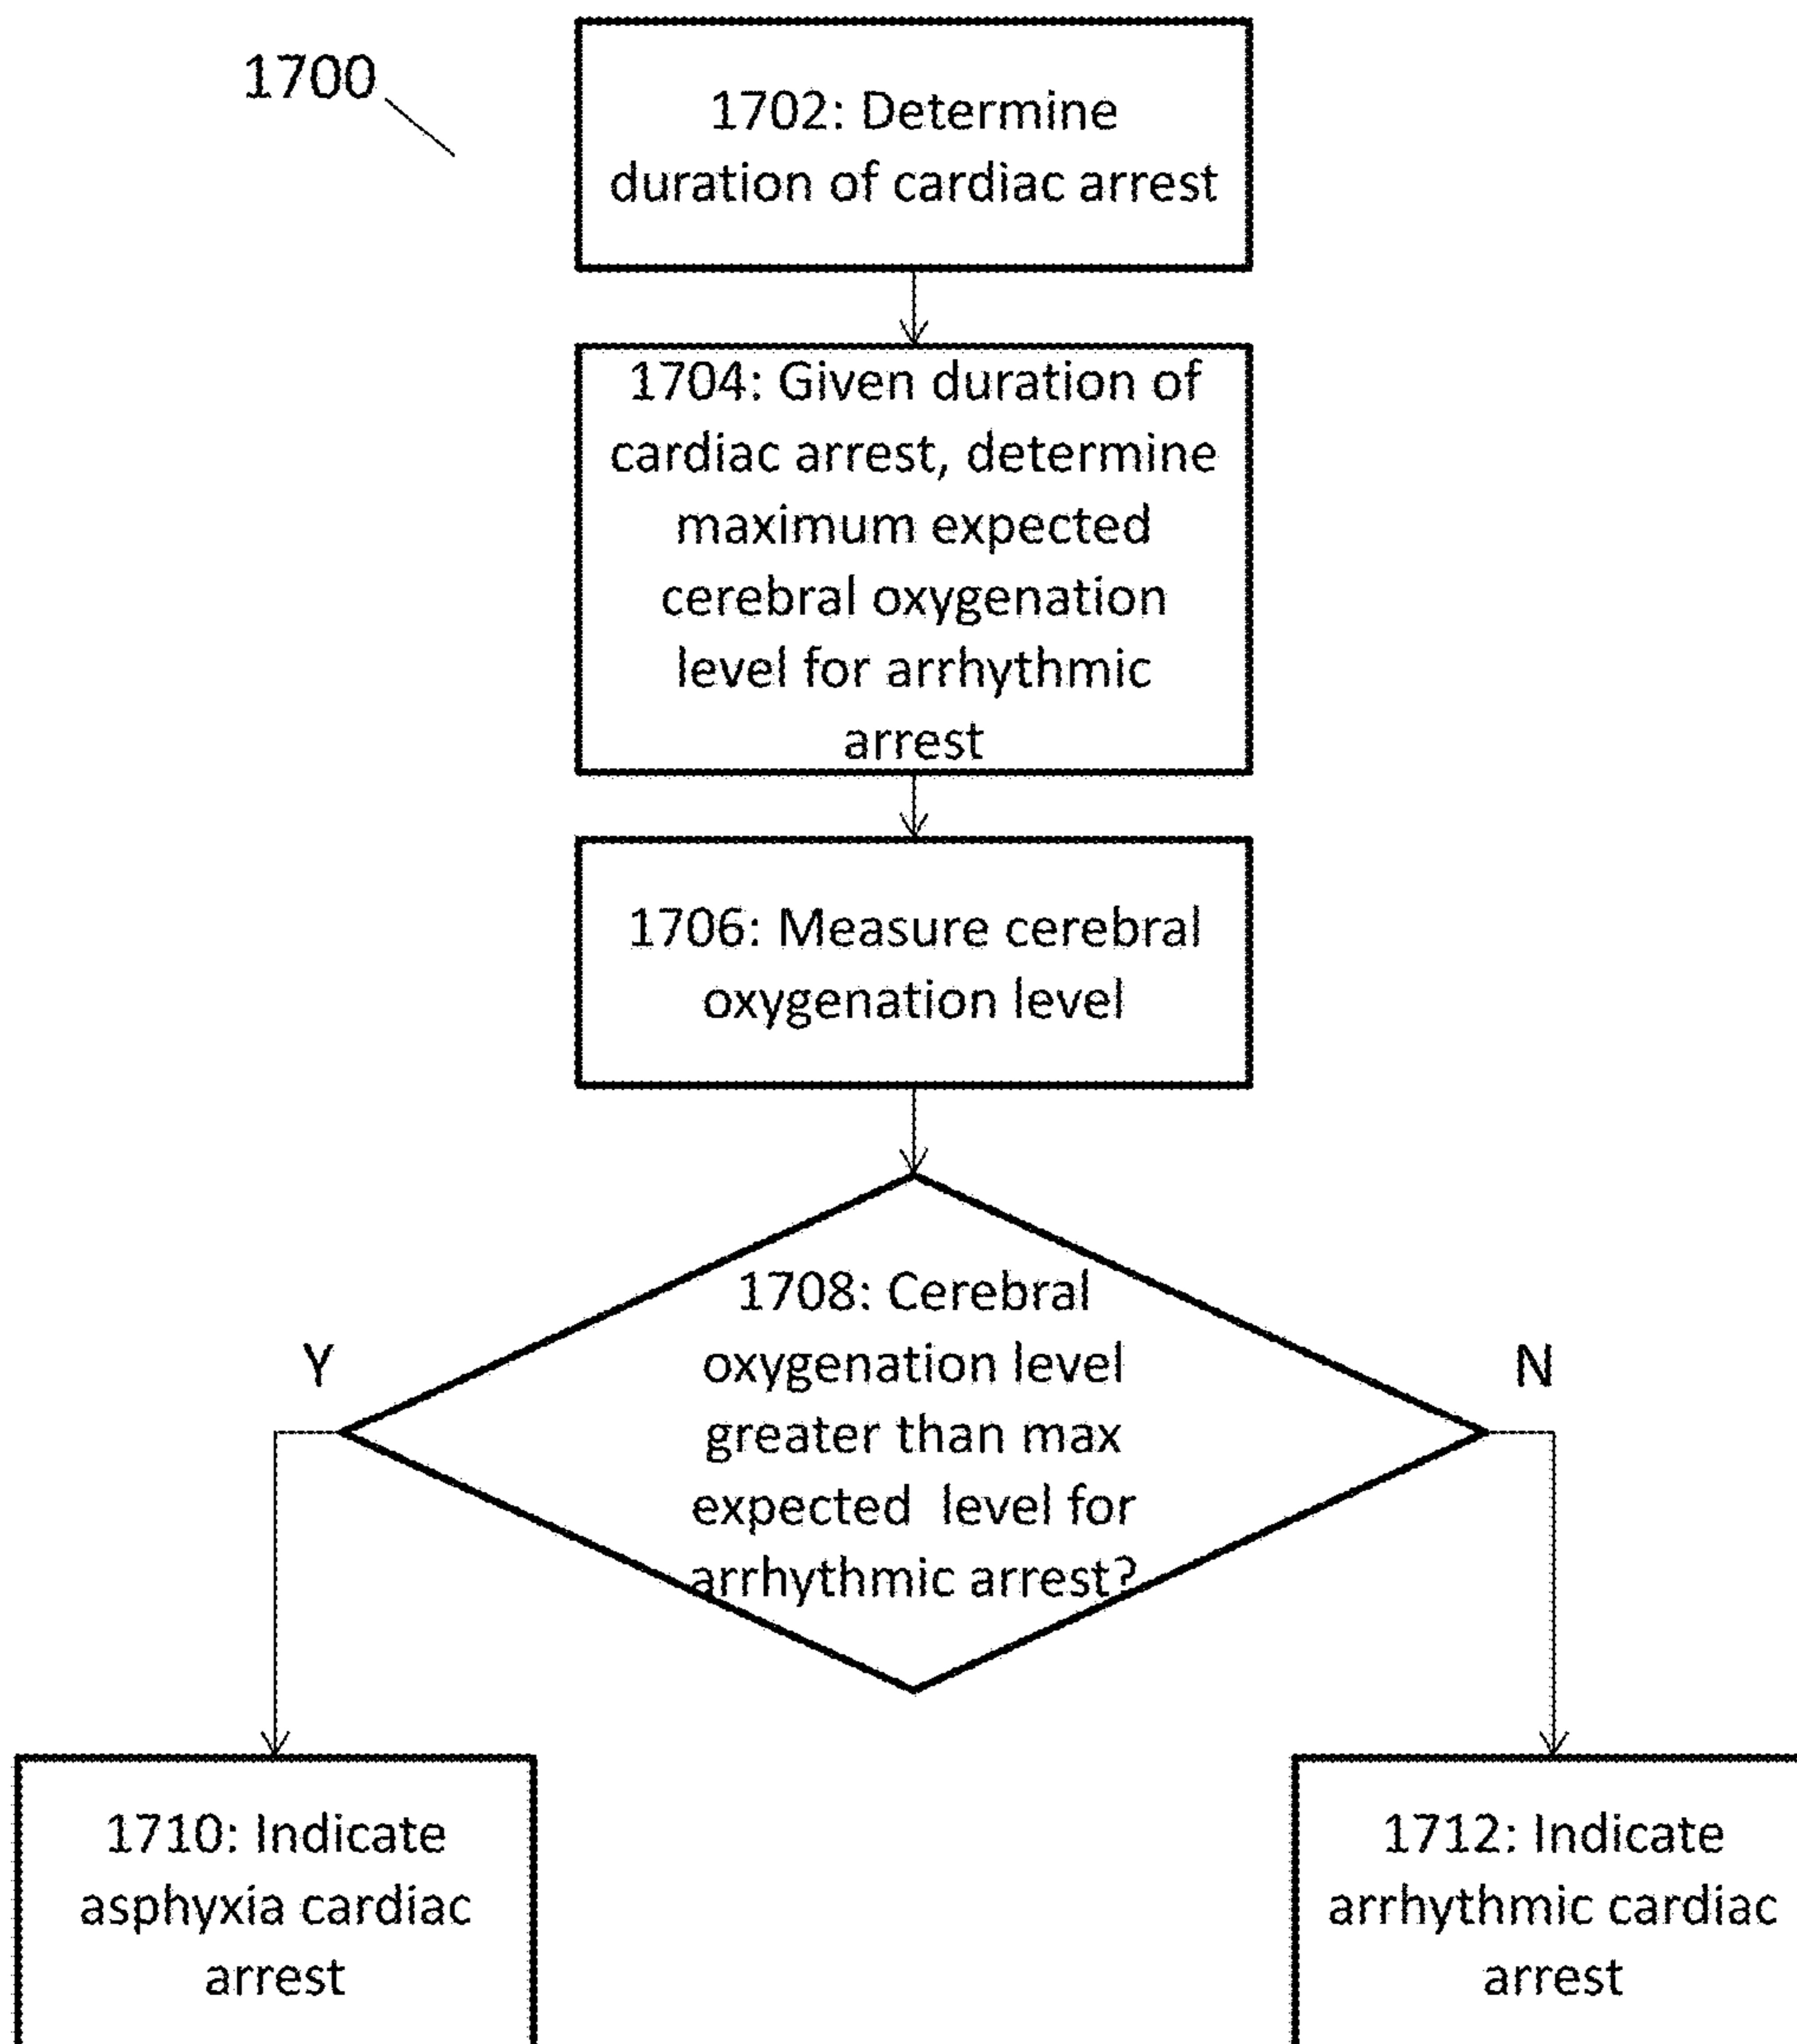 1700
1702: Determine
duration of cardiac arrest
1704: Given duration of
cardiac arrest, determine
maximum expected
cerebral oxygenation
level for arrhythmic
arrest
1706: Measure cerebral
oxygenation level
1708: Cerebral
oxygenation level
greater than max
expected  level for
arrhythmic arrest?
Y
N
1710: Indicate
asphyxia cardiac
arrest
1712: Indicate
arrhythmic cardiac
arrest